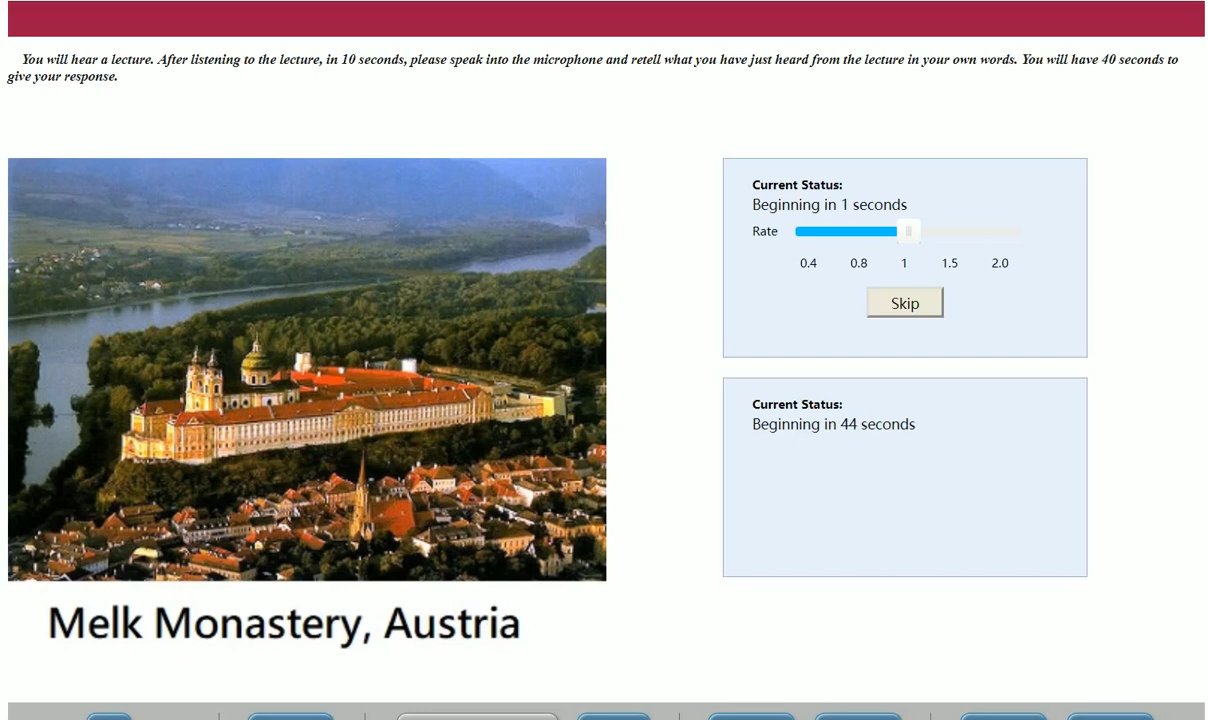 You will hear a lecture. After listening to the lecture, in 10 seconds, please speak into the microphone and retell what you have just heard from the lecture in your own words. You will have 40 seconds to
give your response.
Current Status:
Beginning in 1 seconds
Rate
0.4 0.8 1 1.5 2.0
Skip
Current Status:
Beginning in 44 seconds
Melk Monastery, Austria